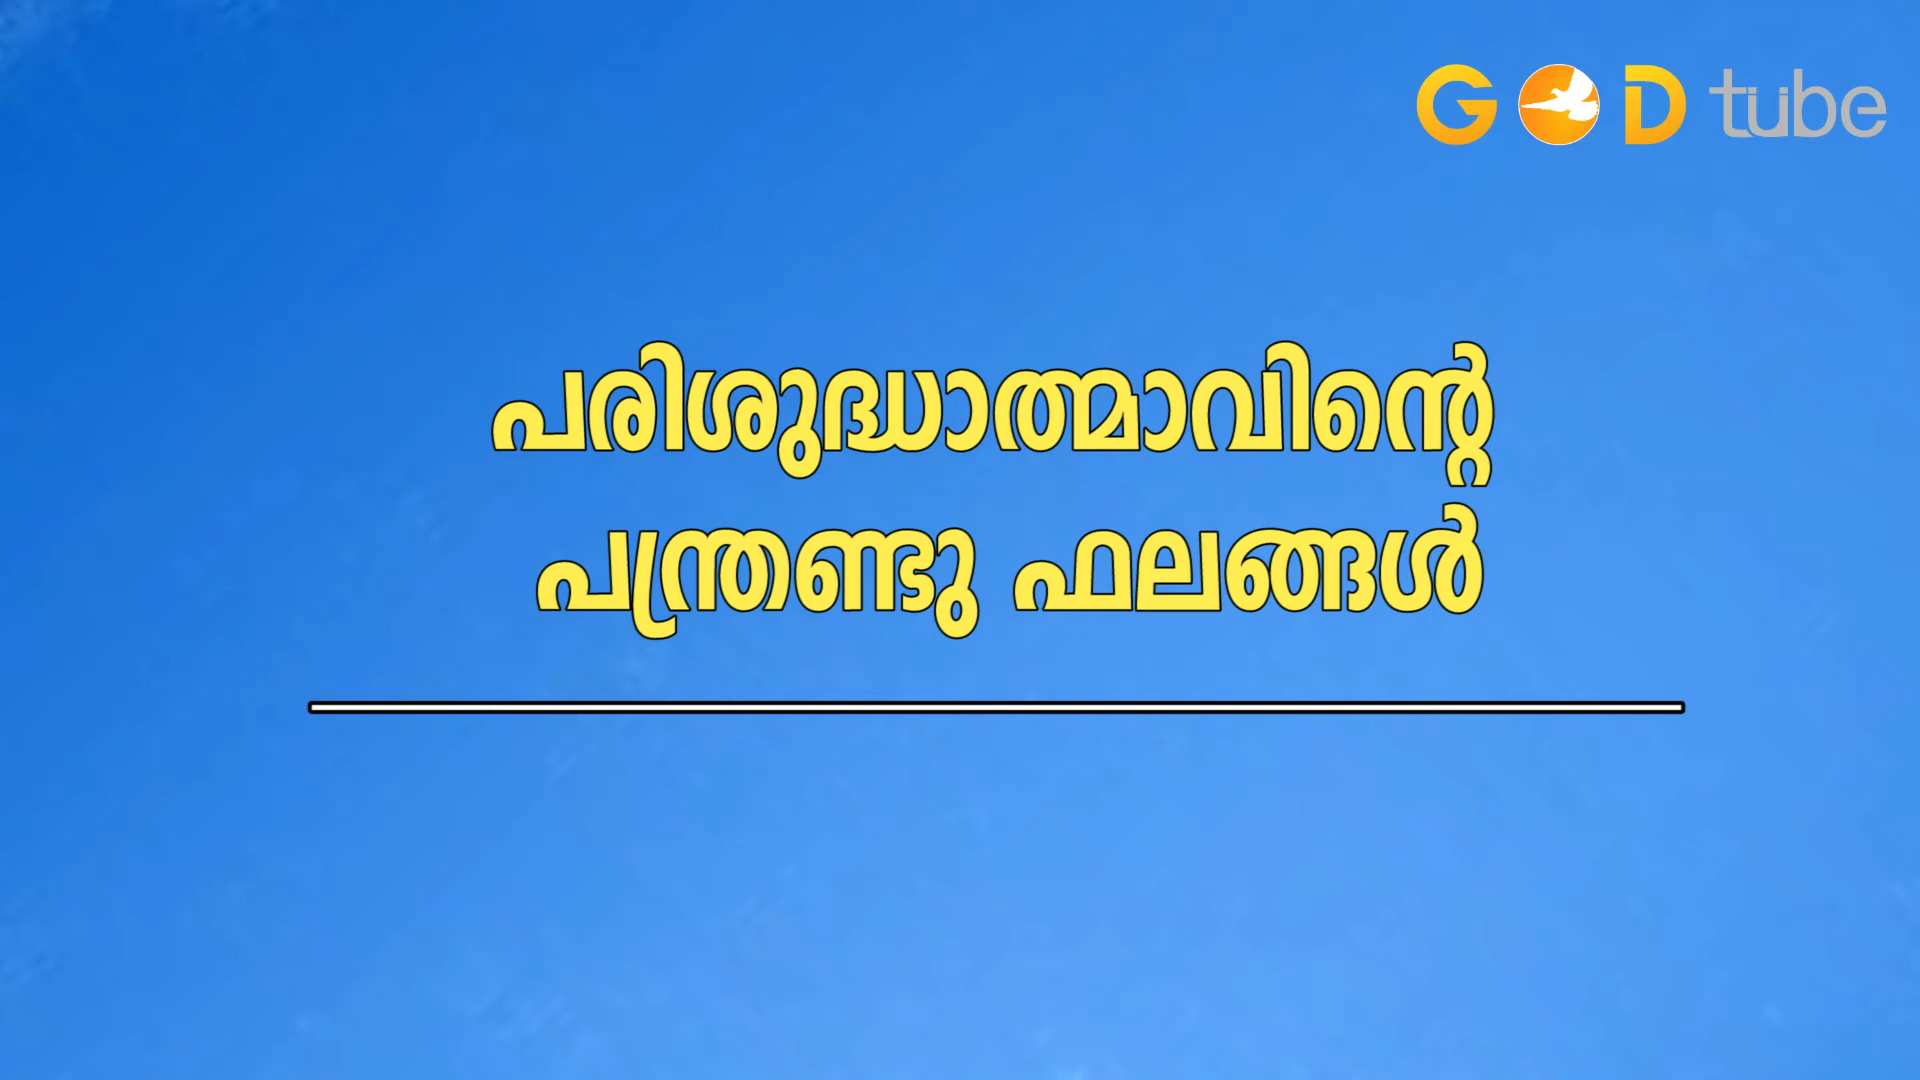 GOD tube
പരിശുദ്ധാത്മാവിന്റെ
പന്ത്രണ്ടു ഫലങ്ങൾ